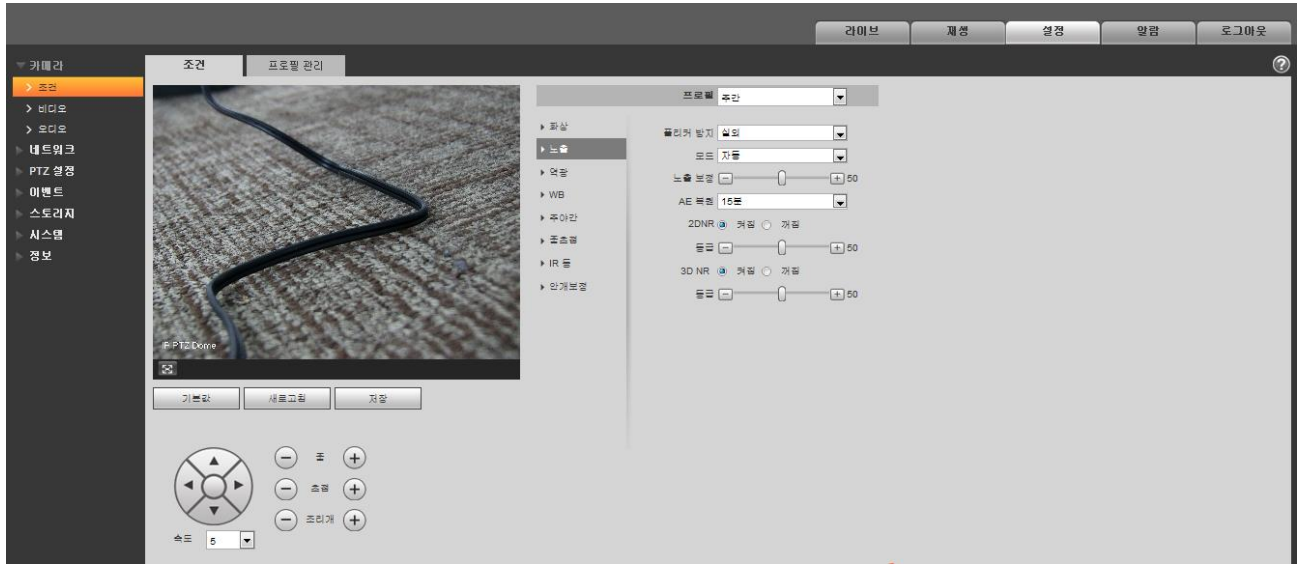 라이브 재생 설정 알람 로그아웃
카메라
조건
비디오
오디오
네트워크
PTZ 설정
이벤트
스토리지
시스템
정보
조건 프로필 관리
IP PTZ Dome
기본값 새로고침 저장
줌
초점
조리개
속도 5
화상
노출
역광
WB
주야간
줌초점
IR 등
안개보정
프로필 주간
플리커 방지 실외
모드 자동
노출 보정 50
AE 복원 15분
2DNR 켜짐 꺼짐
등급 50
3D NR 켜짐 꺼짐
등급 50